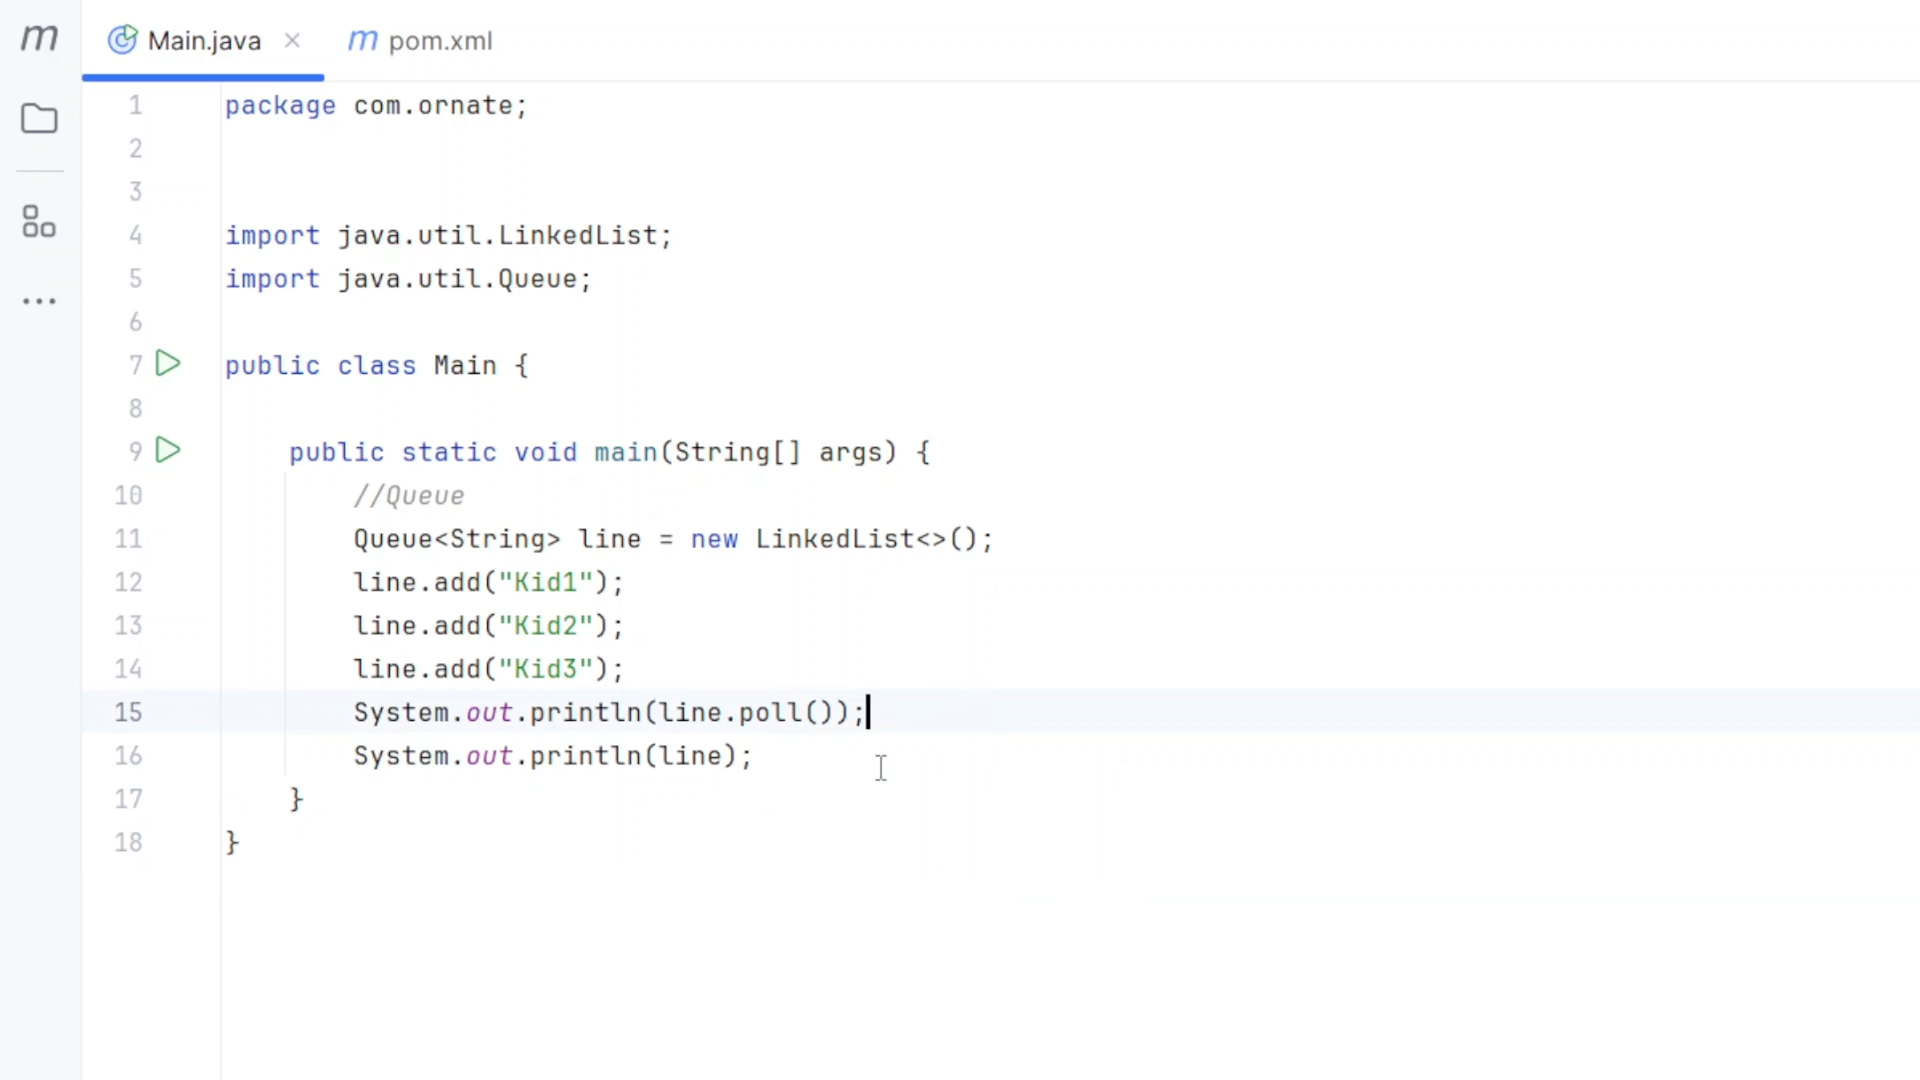 m Main.java × m pom.xml
1 package com.ornate;
2
3
4 import java.util.LinkedList;
5 import java.util.Queue;
6
7 public class Main {
8
9 public static void main(String[] args) {
10 //Queue
11 Queue<String> line = new LinkedList<>();
12 line.add("Kid1");
13 line.add("Kid2");
14 line.add("Kid3");
15 System.out.println(line.poll());
16 System.out.println(line);
17 }
18 }